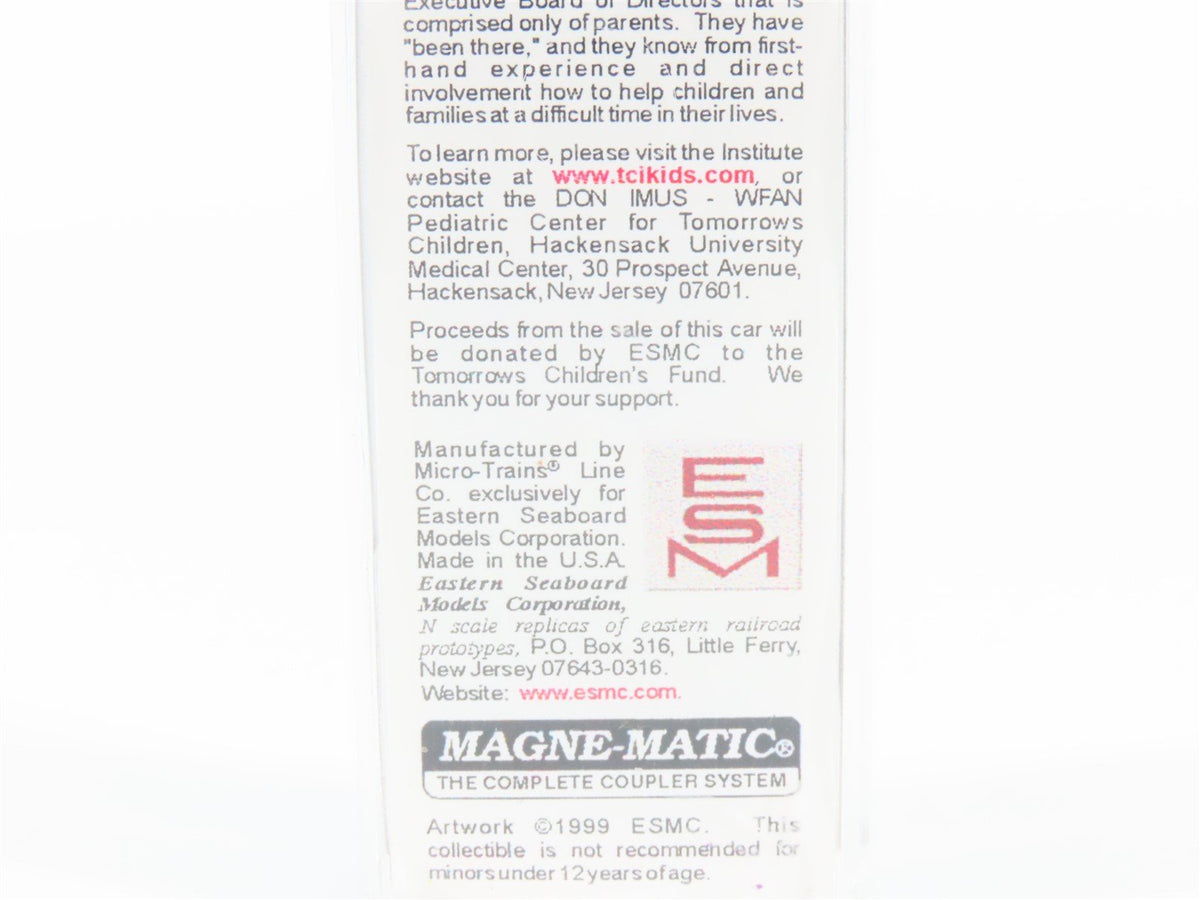 Executive Board of Directors that is
comprised only of parents. They have
"been there," and they know from first-
hand experience and direct
involvement how to help children and
families at a difficult time in their lives.
To learn more, please visit the Institute
website at www.tcikids.com, or
contact the DON IMUS - WFAN
Pediatric Center for Tomorrows
Children, Hackensack University
Medical Center, 30 Prospect Avenue,
Hackensack, New Jersey 07601.
Proceeds from the sale of this car will
be donated by ESMC to the
Tomorrows Children's Fund. We
thank you for your support.
Manufactured by
Micro-Trains® Line
Co. exclusively for
Eastern Seaboard
Models Corporation.
Made in the U.S.A.
Eastern Seaboard
Models Corporation,
N scale replicas of eastern railroad
prototypes, P.O. Box 316, Little Ferry,
New Jersey 07643-0316.
Website: www.esmc.com.
E
S
M
MAGNE-MATIC®
THE COMPLETE COUPLER SYSTEM
Artwork ©1999 ESMC. This
collectible is not recommended for
minors under 12 years of age.